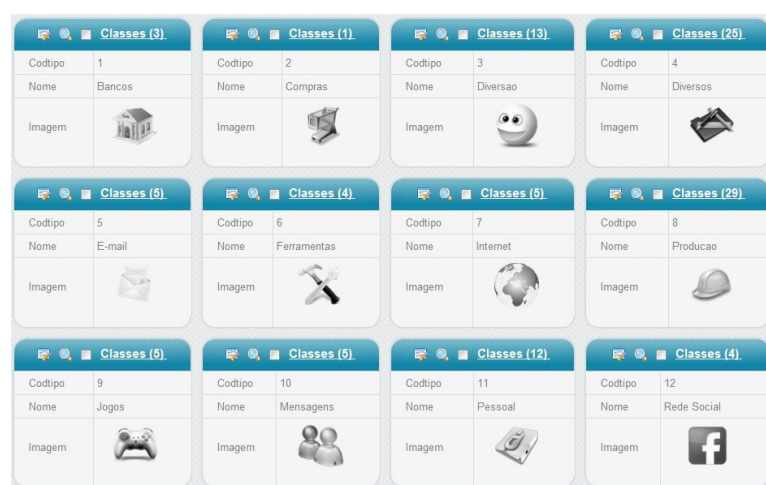 Classes (3) Classes (1) Classes (13) Classes (25)
Codtipo 1 Codtipo 2 Codtipo 3 Codtipo 4
Nome Bancos Nome Compras Nome Diversao Nome Diversos
Imagem Imagem Imagem Imagem
Classes (5) Classes (4) Classes (5) Classes (29)
Codtipo 5 Codtipo 6 Codtipo 7 Codtipo 8
Nome E-mail Nome Ferramentas Nome Internet Nome Producao
Imagem Imagem Imagem Imagem
Classes (5) Classes (5) Classes (12) Classes (4)
Codtipo 9 Codtipo 10 Codtipo 11 Codtipo 12
Nome Jogos Nome Mensagens Nome Pessoal Nome Rede Social
Imagem Imagem Imagem Imagem f